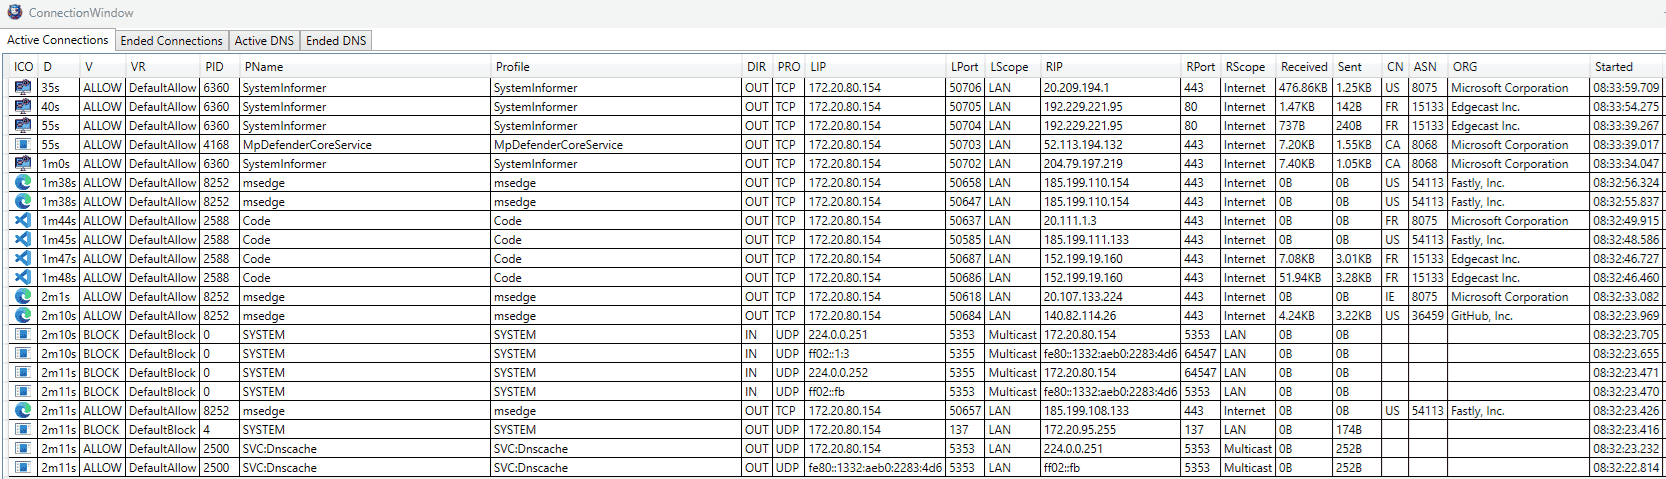 ConnectionWindow
Active Connections Ended Connections Active DNS Ended DNS
ICO D V VR PID PName Profile DIR PRO LIP LPort LScope RIP RPort RScope Received Sent CN ASN ORG Started
35s ALLOW DefaultAllow 6360 SystemInformer SystemInformer OUT TCP 172.20.80.154 50706 LAN 20.209.194.1 443 Internet 476.86KB 1.25KB US 8075 Microsoft Corporation 08:33:59.709
40s ALLOW DefaultAllow 6360 SystemInformer SystemInformer OUT TCP 172.20.80.154 50705 LAN 192.229.221.95 80 Internet 1.47KB 142B FR 15133 Edgecast Inc. 08:33:54.275
55s ALLOW DefaultAllow 6360 SystemInformer SystemInformer OUT TCP 172.20.80.154 50704 LAN 192.229.221.95 80 Internet 737B 240B FR 15133 Edgecast Inc. 08:33:39.267
55s ALLOW DefaultAllow 4168 MpDefenderCoreService MpDefenderCoreService OUT TCP 172.20.80.154 50703 LAN 52.113.194.132 443 Internet 7.20KB 1.55KB CA 8068 Microsoft Corporation 08:33:39.017
1m0s ALLOW DefaultAllow 6360 SystemInformer SystemInformer OUT TCP 172.20.80.154 50702 LAN 204.79.197.219 443 Internet 7.40KB 1.05KB CA 8068 Microsoft Corporation 08:33:34.047
1m38s ALLOW DefaultAllow 8252 msedge msedge OUT TCP 172.20.80.154 50658 LAN 185.199.110.154 443 Internet 0B 0B US 54113 Fastly, Inc. 08:32:56.324
1m38s ALLOW DefaultAllow 8252 msedge msedge OUT TCP 172.20.80.154 50647 LAN 185.199.110.154 443 Internet 0B 0B US 54113 Fastly, Inc. 08:32:55.837
1m44s ALLOW DefaultAllow 2588 Code Code OUT TCP 172.20.80.154 50637 LAN 20.111.1.3 443 Internet 0B 0B FR 8075 Microsoft Corporation 08:32:49.915
1m45s ALLOW DefaultAllow 2588 Code Code OUT TCP 172.20.80.154 50585 LAN 185.199.111.133 443 Internet 0B 0B US 54113 Fastly, Inc. 08:32:48.586
1m47s ALLOW DefaultAllow 2588 Code Code OUT TCP 172.20.80.154 50687 LAN 152.199.19.160 443 Internet 7.08KB 3.01KB FR 15133 Edgecast Inc. 08:32:46.727
1m48s ALLOW DefaultAllow 2588 Code Code OUT TCP 172.20.80.154 50686 LAN 152.199.19.160 443 Internet 51.94KB 3.28KB FR 15133 Edgecast Inc. 08:32:46.460
2m1s ALLOW DefaultAllow 8252 msedge msedge OUT TCP 172.20.80.154 50618 LAN 20.107.133.224 443 Internet 0B 0B IE 8075 Microsoft Corporation 08:32:33.082
2m10s ALLOW DefaultAllow 8252 msedge msedge OUT TCP 172.20.80.154 50684 LAN 140.82.114.26 443 Internet 4.24KB 3.22KB US 36459 GitHub, Inc. 08:32:23.969
2m10s BLOCK DefaultBlock 0 SYSTEM SYSTEM IN UDP 224.0.0.251 5353 Multicast 172.20.80.154 5353 LAN 0B 0B 08:32:23.705
2m10s BLOCK DefaultBlock 0 SYSTEM SYSTEM IN UDP ff02::1:3 5355 Multicast fe80::1332:aeb0:2283:4d6 64547 LAN 0B 0B 08:32:23.655
2m11s BLOCK DefaultBlock 0 SYSTEM SYSTEM IN UDP 224.0.0.252 5355 Multicast 172.20.80.154 64547 LAN 0B 0B 08:32:23.471
2m11s BLOCK DefaultBlock 0 SYSTEM SYSTEM IN UDP ff02::fb 5353 Multicast fe80::1332:aeb0:2283:4d6 5353 LAN 0B 0B 08:32:23.470
2m11s ALLOW DefaultAllow 8252 msedge msedge OUT TCP 172.20.80.154 50657 LAN 185.199.108.133 443 Internet 0B 0B US 54113 Fastly, Inc. 08:32:23.426
2m11s BLOCK DefaultBlock 4 SYSTEM SYSTEM OUT UDP 172.20.80.154 137 LAN 172.20.95.255 137 LAN 0B 174B 08:32:23.416
2m11s ALLOW DefaultAllow 2500 SVC:Dnscache SVC:Dnscache OUT UDP 172.20.80.154 5353 LAN 224.0.0.251 5353 Multicast 0B 252B 08:32:23.232
2m11s ALLOW DefaultAllow 2500 SVC:Dnscache SVC:Dnscache OUT UDP fe80::1332:aeb0:2283:4d6 5353 LAN ff02::fb 5353 Multicast 0B 252B 08:32:22.814